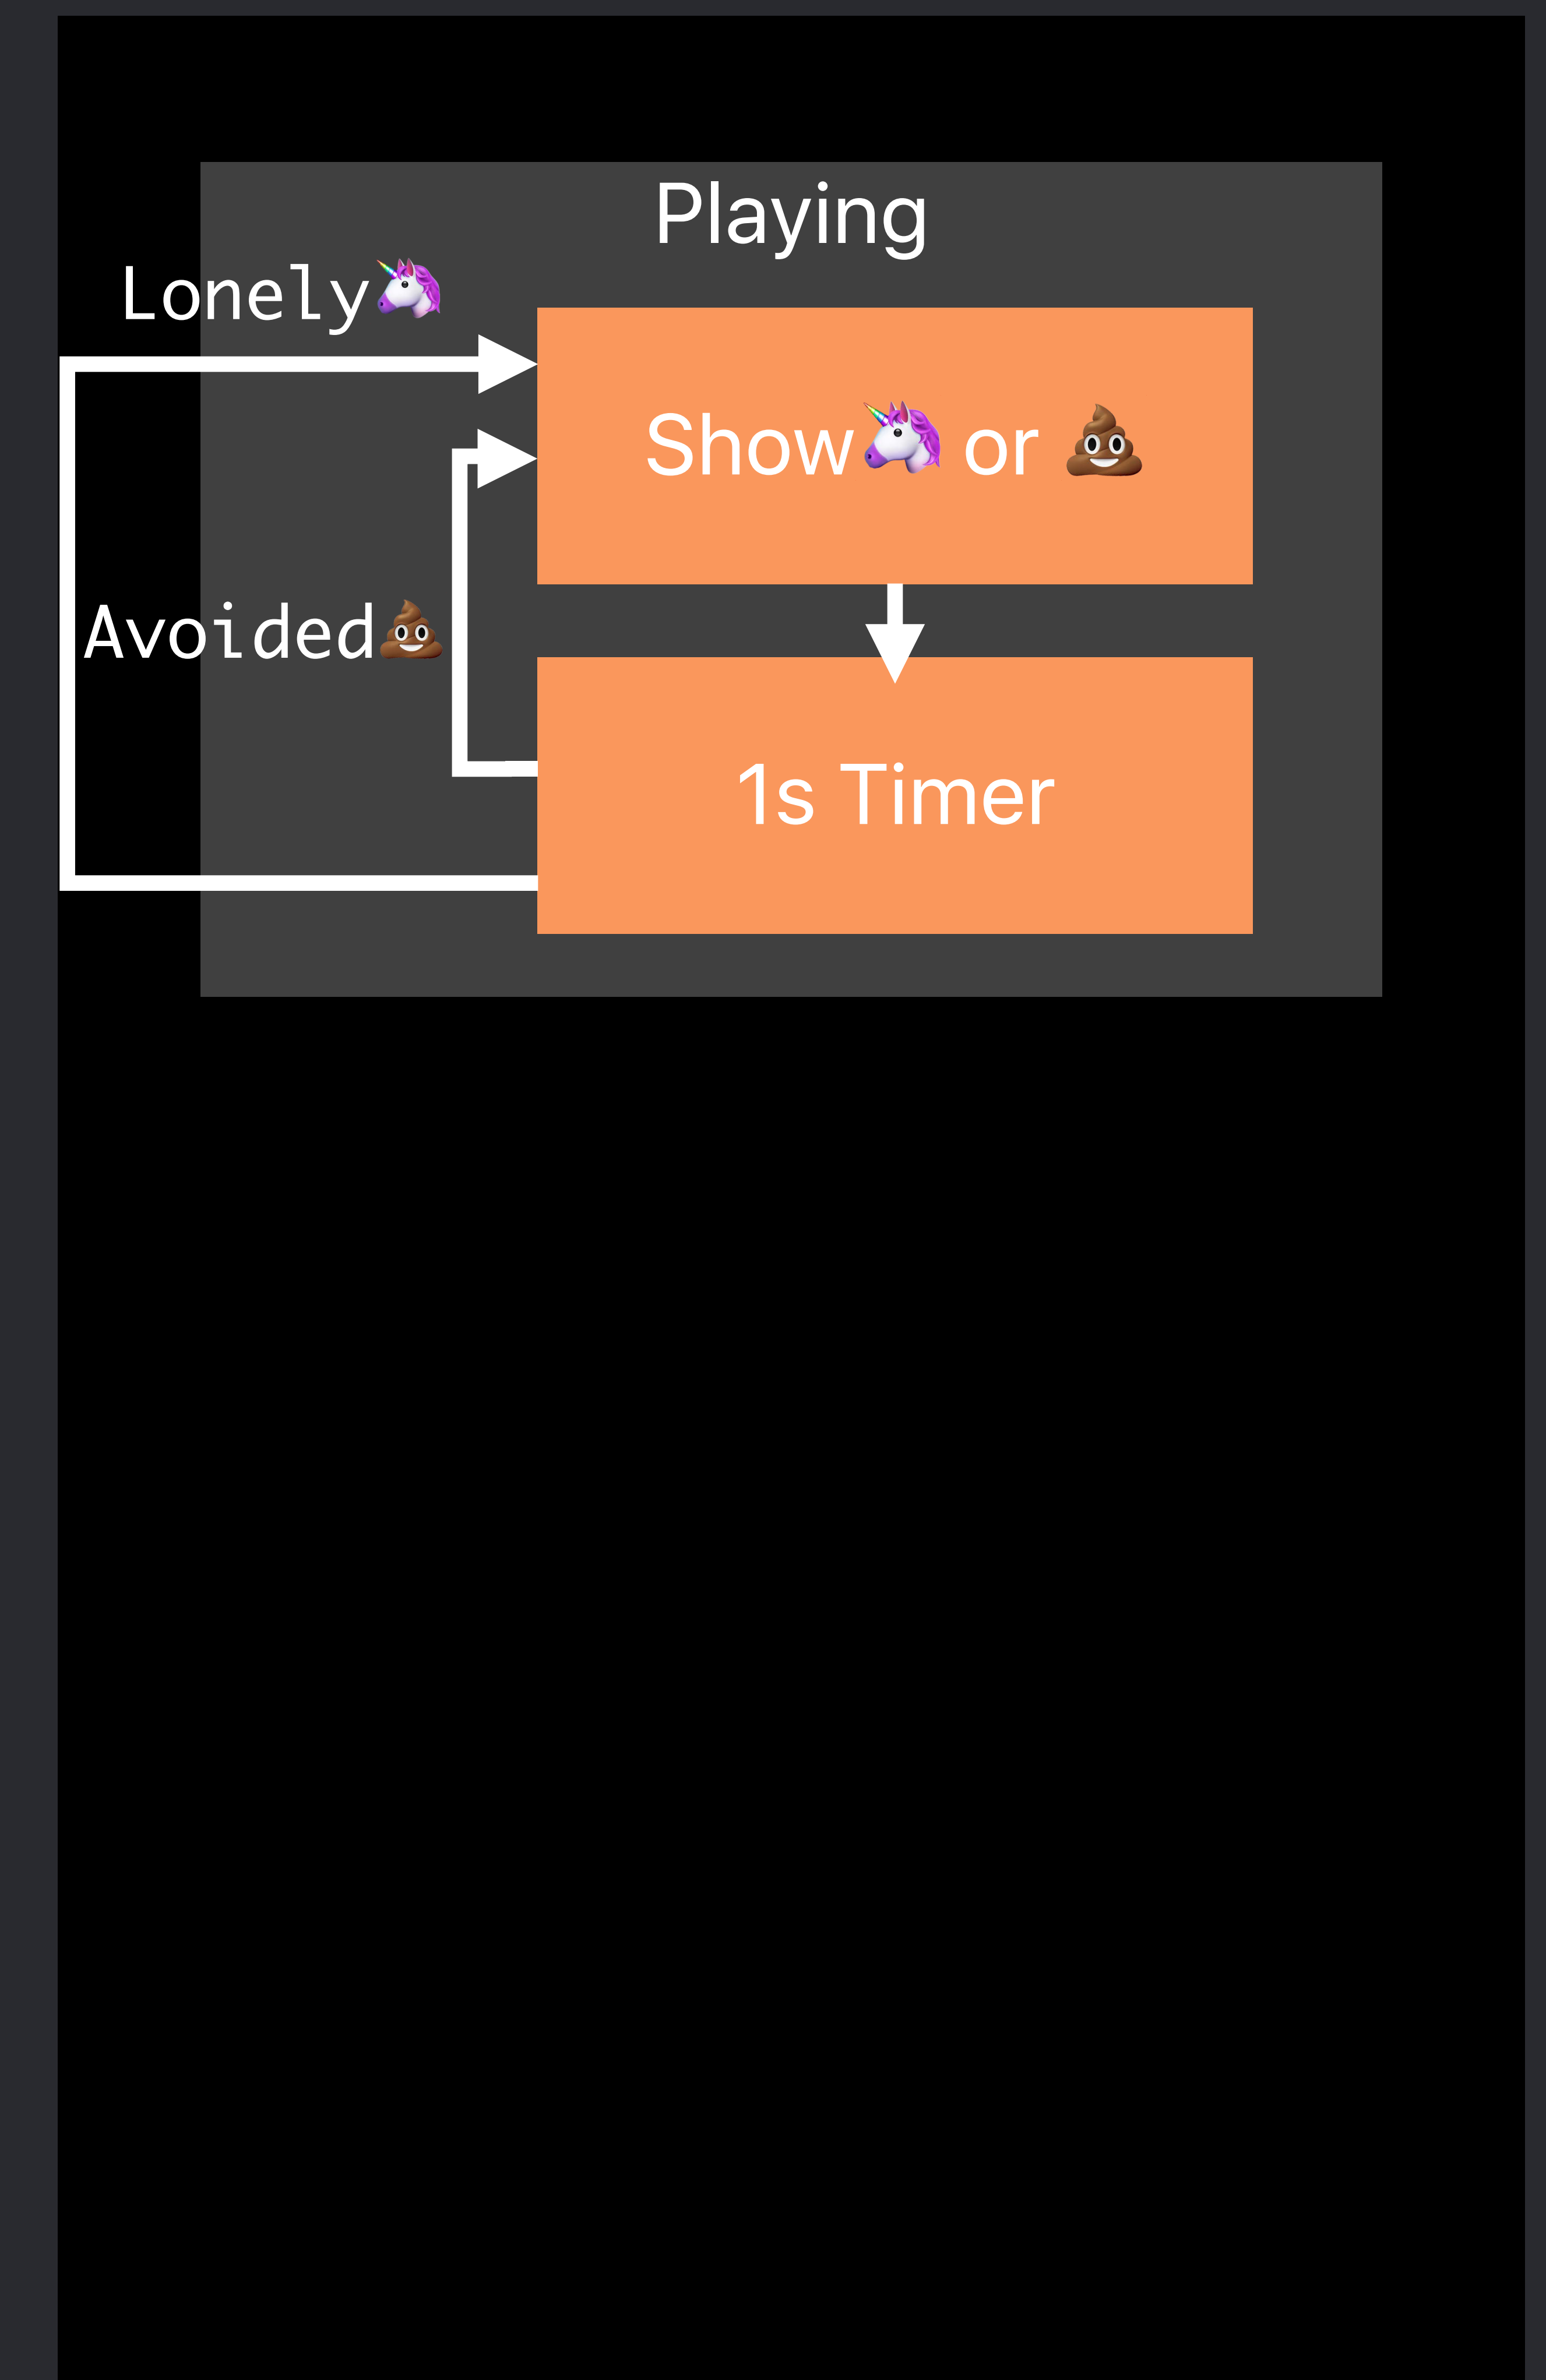 Playing
Lonely🦄
Show🦄 or 💩
Avoided💩
1s Timer